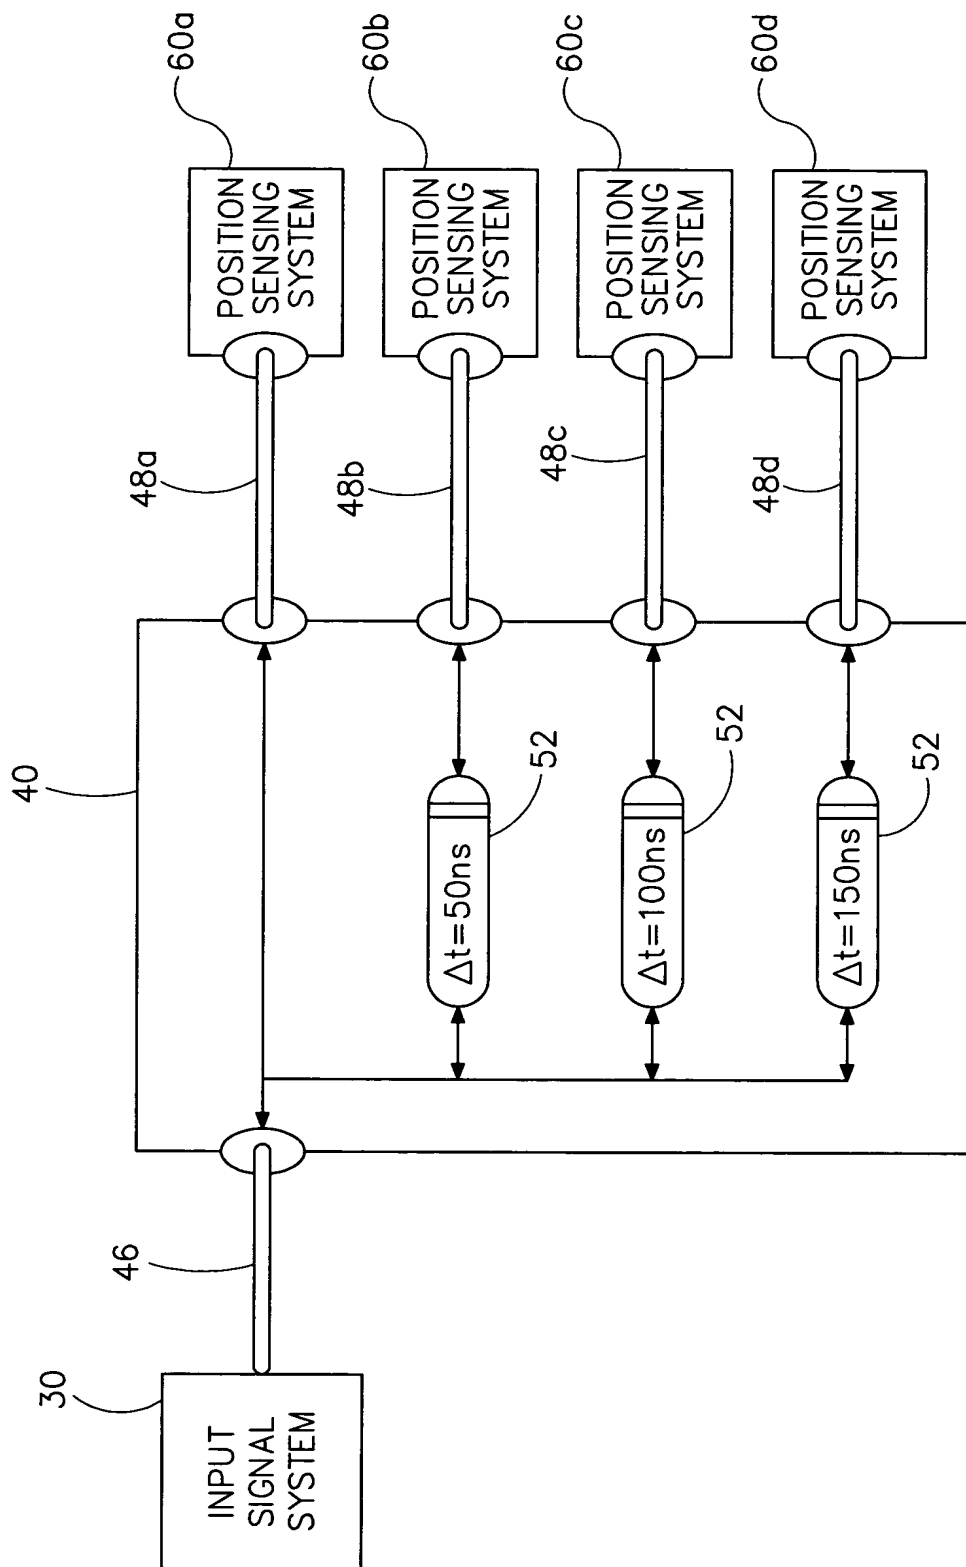 60a
60b
60c
60d
POSITION
SENSING
SYSTEM
POSITION
SENSING
SYSTEM
POSITION
SENSING
SYSTEM
POSITION
SENSING
SYSTEM
48a
48b
48c
48d
40
52
52
52
Δt=50ns
Δt=100ns
Δt=150ns
46
30
INPUT
SIGNAL
SYSTEM